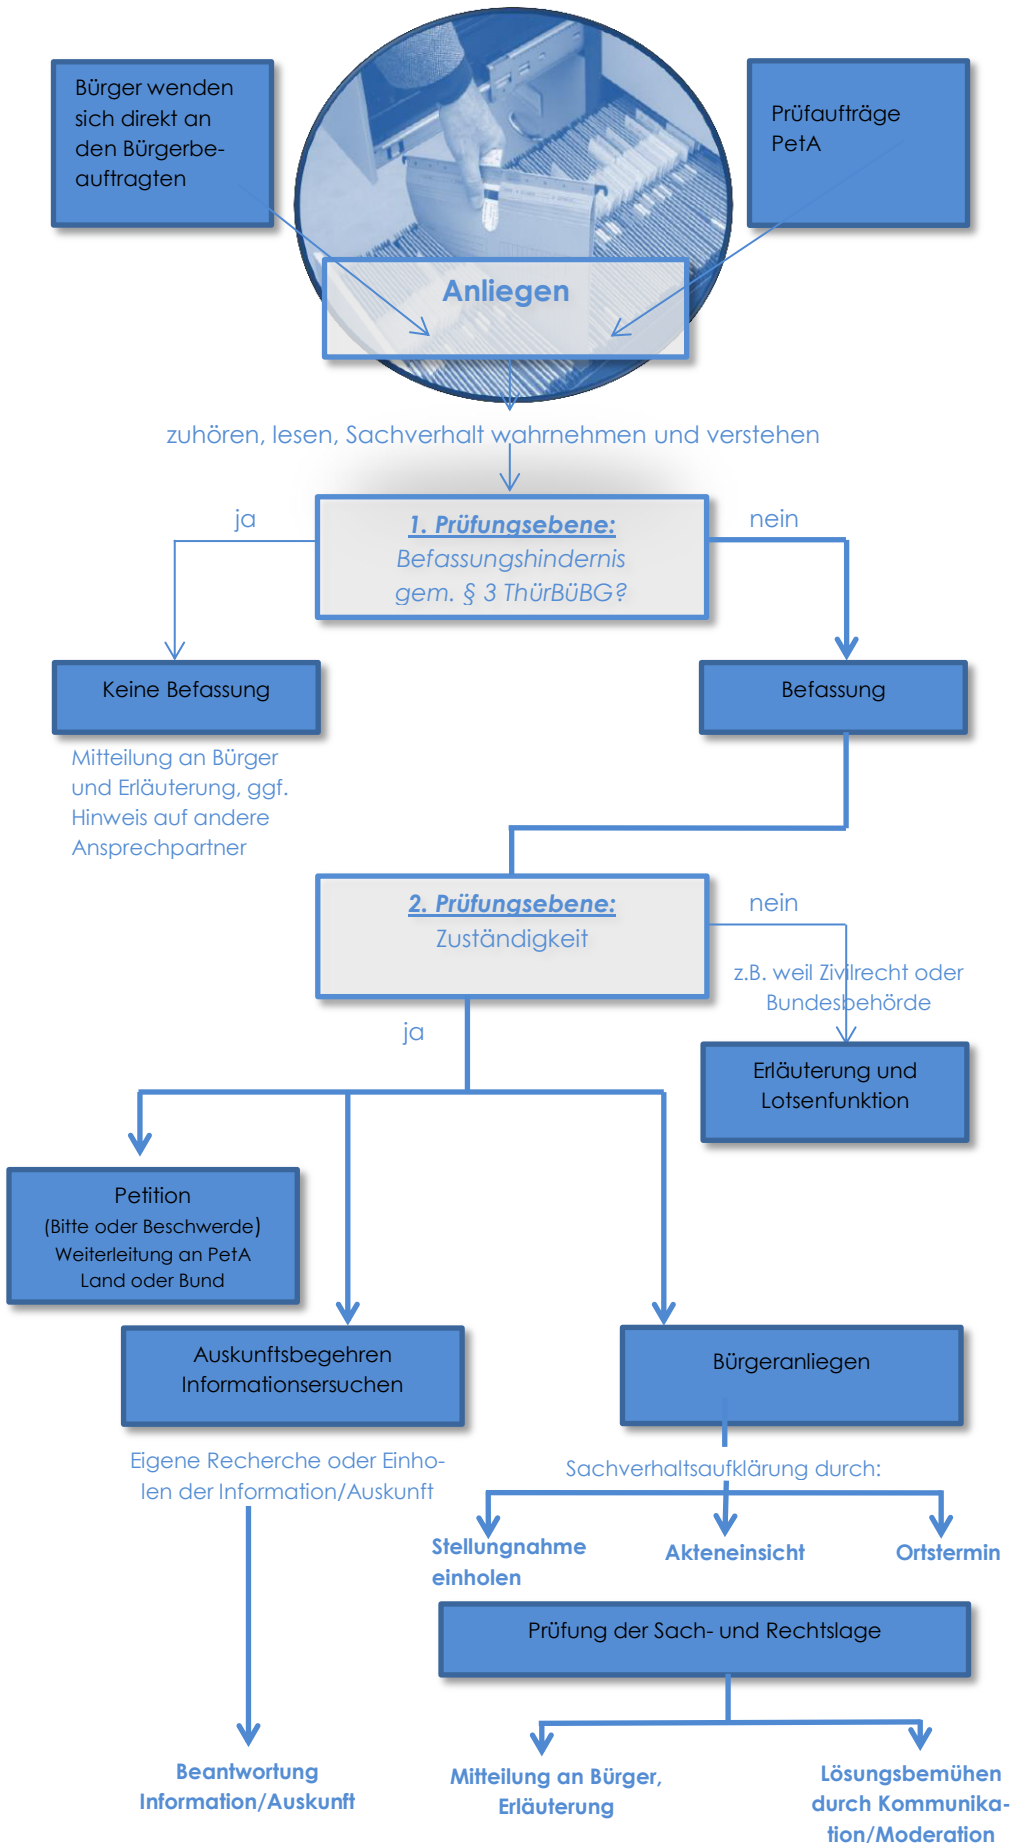 Bürger wenden
sich direkt an
den Bürgerbe-
auftragten
Prüfaufträge
PetA
Anliegen
zuhören, lesen, Sachverhalt wahrnehmen und verstehen
ja
1. Prüfungsebene:
Befassungshindernis
gem. § 3 ThürBüBG?
nein
Keine Befassung
Befassung
Mitteilung an Bürger
und Erläuterung, ggf.
Hinweis auf andere
Ansprechpartner
2. Prüfungsebene:
Zuständigkeit
nein
z.B. weil Zivilrecht oder
Bundesbehörde
ja
Erläuterung und
Lotsenfunktion
Petition
(Bitte oder Beschwerde)
Weiterleitung an PetA
Land oder Bund
Auskunftsbegehren
Informationsersuchen
Bürgeranliegen
Eigene Recherche oder Einho-
len der Information/Auskunft
Sachverhaltsaufklärung durch:
Stellungnahme
einholen
Akteneinsicht
Ortstermin
Prüfung der Sach- und Rechtslage
Beantwortung
Information/Auskunft
Mitteilung an Bürger,
Erläuterung
Lösungsbemühen
durch Kommunika-
tion/Moderation